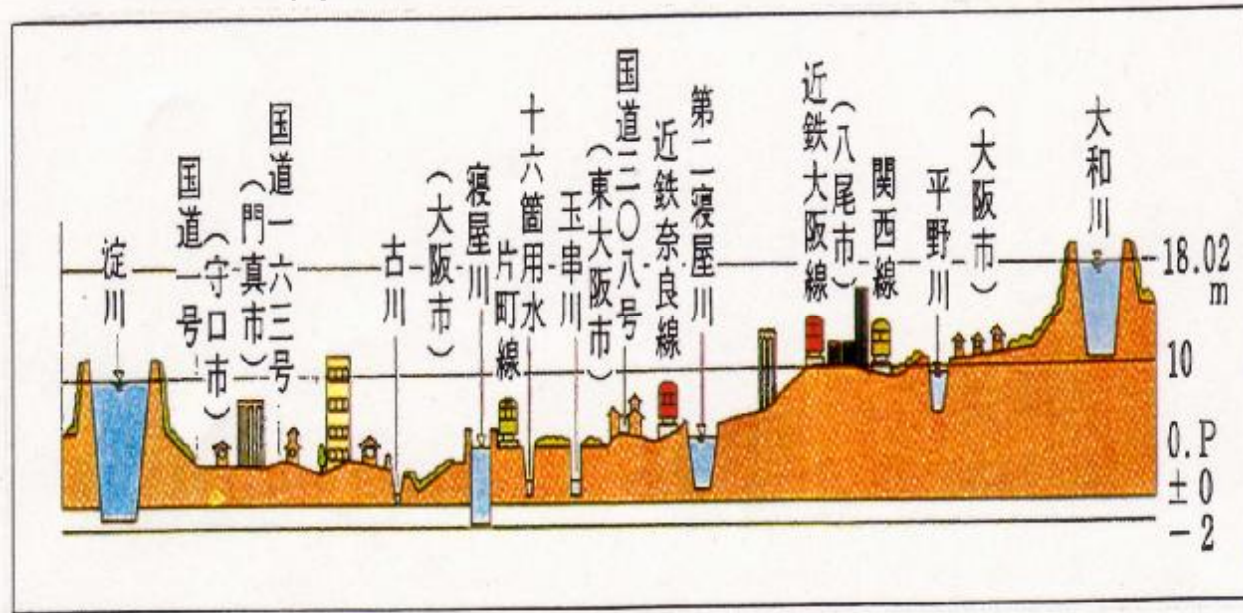 淀川
国道一号
(守口市)
(門真市)
国道一六三号
古川
(大阪市)
寝屋川
片町線
十六箇用水
玉串川
(東大阪市)
国道三〇八号
近鉄奈良線
第二寝屋川
近鉄大阪線
(八尾市)
関西線
平野川
(大阪市)
大和川
18.02
m
10
O.P
±0
-2